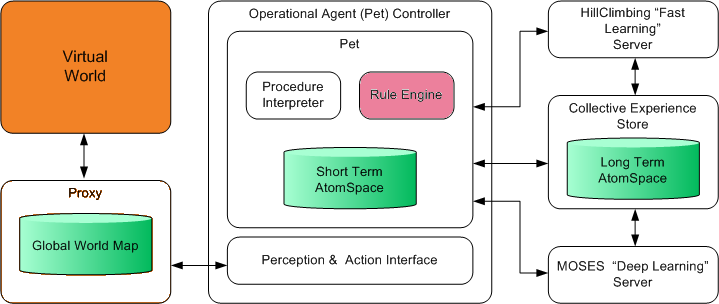 Virtual
World
Proxy
Global World Map
Operational Agent (Pet) Controller
Pet
Procedure
Interpreter
Rule Engine
Short Term
AtomSpace
Perception & Action Interface
HillClimbing “Fast
Learning”
Server
Collective Experience
Store
Long Term
AtomSpace
MOSES “Deep Learning”
Server